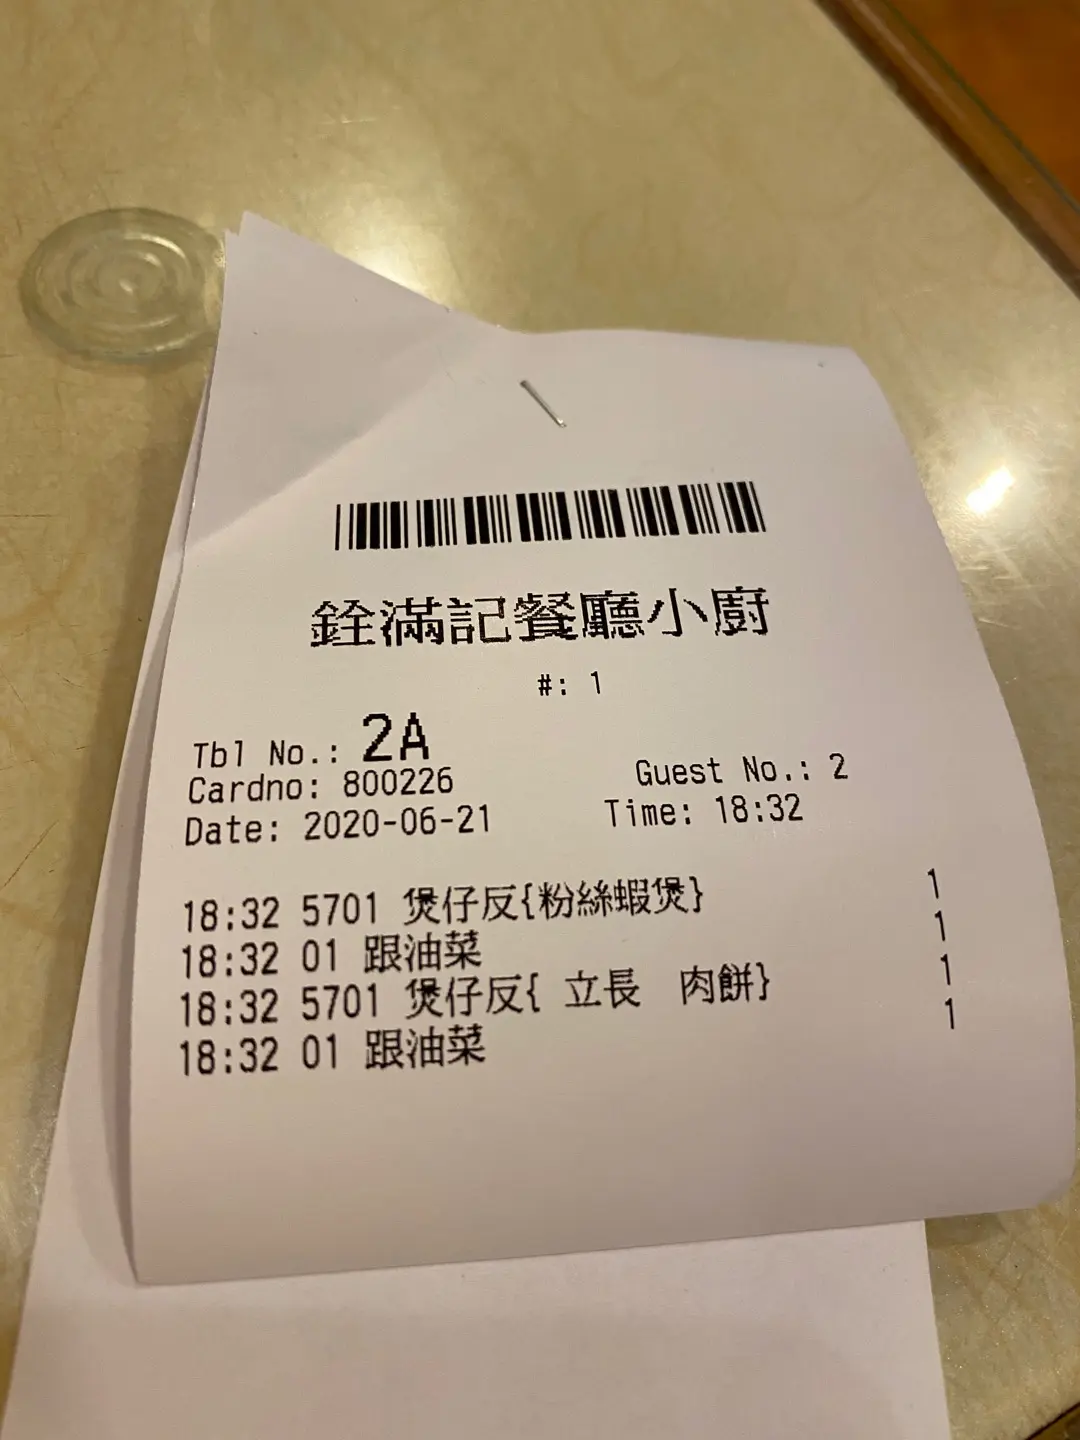 銓滿記餐廳小廚
#: 1
Tbl No.: 2A
Cardno: 800226 Guest No.: 2
Date: 2020-06-21 Time: 18:32
18:32 5701 煲仔反{粉絲蝦煲} 1
18:32 01 跟油菜 1
18:32 5701 煲仔反{ 立長 肉餅} 1
18:32 01 跟油菜 1